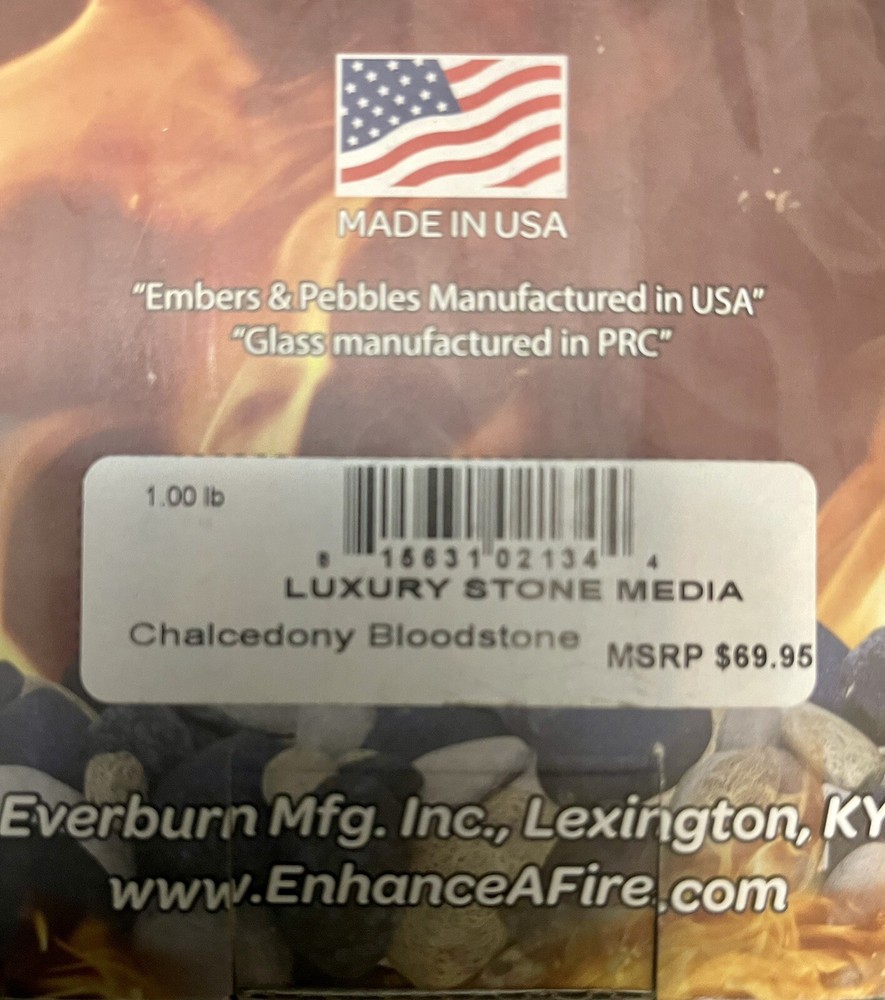 MADE IN USA
“Embers & Pebbles Manufactured in USA”
“Glass manufactured in PRC”
1.00 lb
8 15631 02134 4
LUXURY STONE MEDIA
Chalcedony Bloodstone
MSRP $69.95
Everburn Mfg. Inc., Lexington, KY
www.EnhanceAFire.com